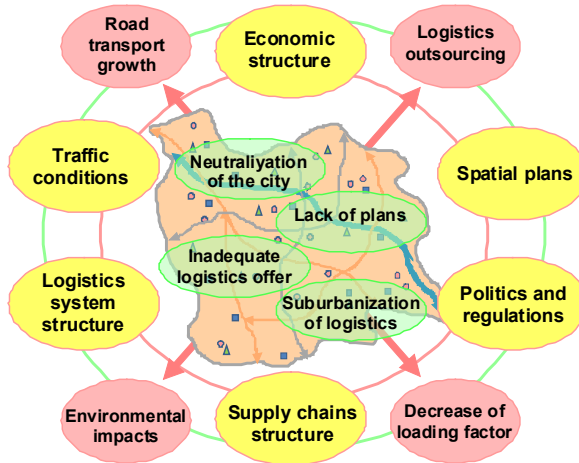 Road
transport
growth
Economic
structure
Logistics
outsourcing
Traffic
conditions
Neutraliyation
of the city
Spatial plans
Lack of plans
Inadequate
logistics offer
Logistics
system
structure
Suburbanization
of logistics
Politics and
regulations
Environmental
impacts
Supply chains
structure
Decrease of
loading factor